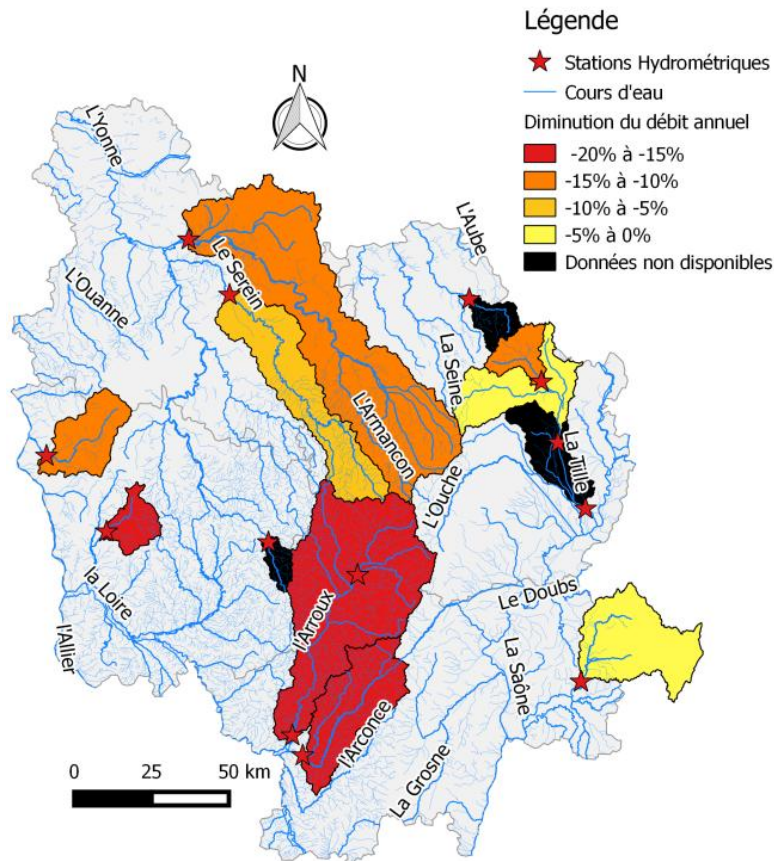 Légende
Stations Hydrométriques
Cours d'eau
Diminution du débit annuel
-20% à -15%
-15% à -10%
-10% à -5%
-5% à 0%
Données non disponibles
N
L'Yonne
L'Aube
Le Serein
L'Ouanne
La Seine
L'Armançon
La Tille
L'Ouche
la Loire
Le Doubs
l'Arroux
l'Allier
La Saône
l'Arconce
La Grosne
0 25 50 km